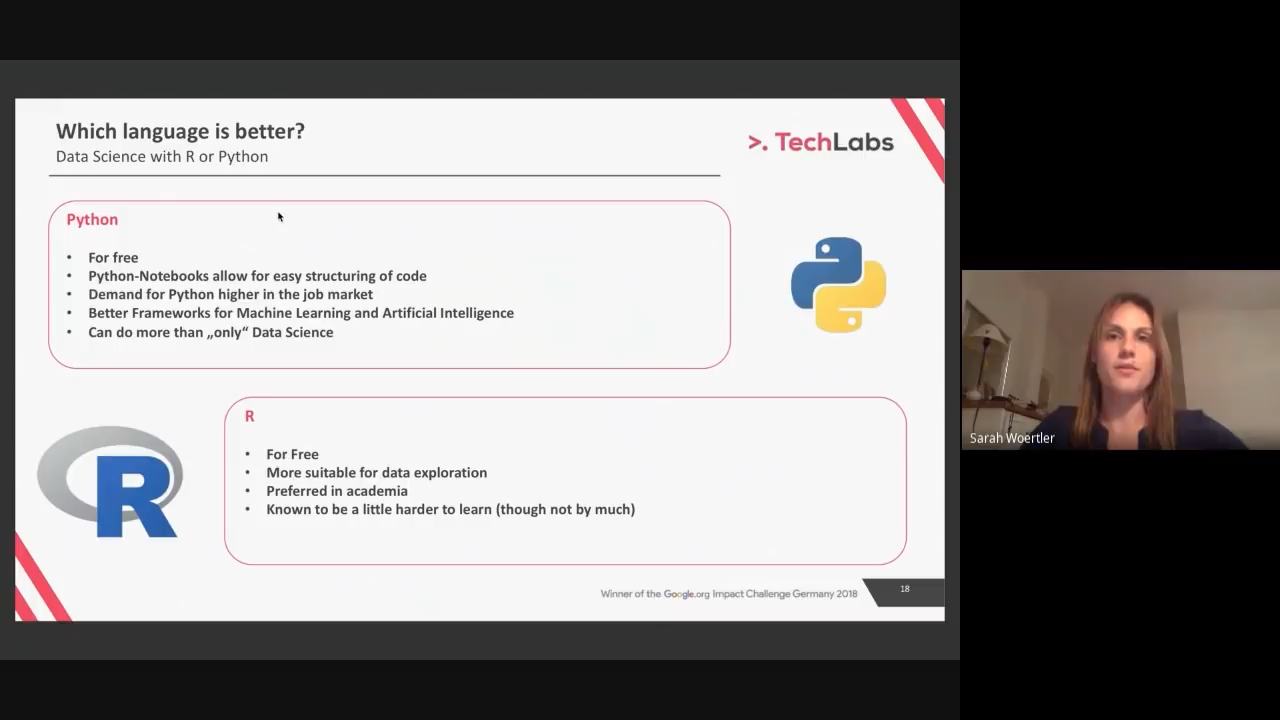 Which language is better?
Data Science with R or Python
>. TechLabs
Python
• For free
• Python-Notebooks allow for easy structuring of code
• Demand for Python higher in the job market
• Better Frameworks for Machine Learning and Artificial Intelligence
• Can do more than „only“ Data Science
R
R
• For Free
• More suitable for data exploration
• Preferred in academia
• Known to be a little harder to learn (though not by much)
Winner of the Google.org Impact Challenge Germany 2018
18
Sarah Woertler